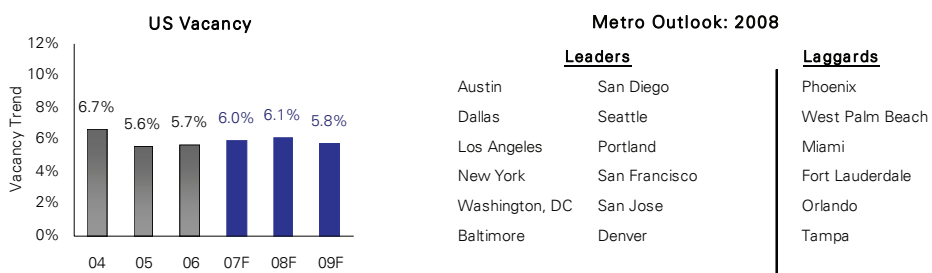 US Vacancy
12%
10%
8%
6%
4%
2%
0%
Vacancy Trend
6.7%
5.6%
5.7%
6.0%
6.1%
5.8%
04 05 06 07F 08F 09F
Metro Outlook: 2008
Leaders
Austin San Diego
Dallas Seattle
Los Angeles Portland
New York San Francisco
Washington, DC San Jose
Baltimore Denver
Laggards
Phoenix
West Palm Beach
Miami
Fort Lauderdale
Orlando
Tampa